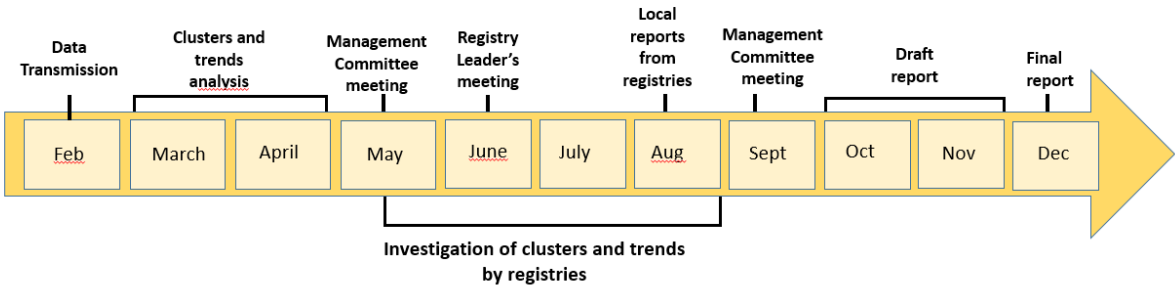 Data
Transmission
Clusters and
trends
analysis
Management
Committee
meeting
Registry
Leader's
meeting
Local
reports
from
registries
Management
Committee
meeting
Draft
report
Final
report
Feb
March
April
May
June
July
Aug
Sept
Oct
Nov
Dec
Investigation of clusters and trends
by registries